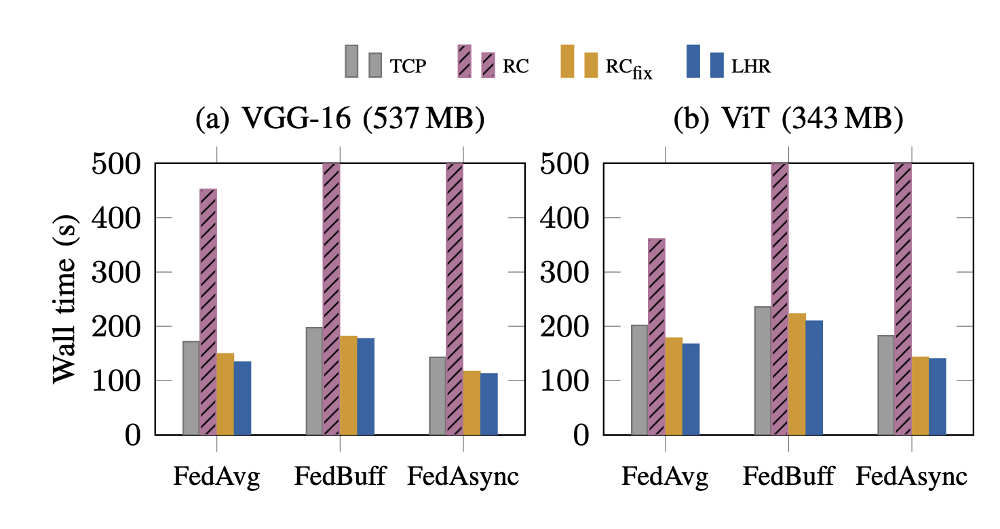 TCP RC RCfix LHR
(a) VGG-16 (537 MB)
(b) ViT (343 MB)
Wall time (s)
500
400
300
200
100
0
FedAvg FedBuff FedAsync
500
400
300
200
100
0
FedAvg FedBuff FedAsync